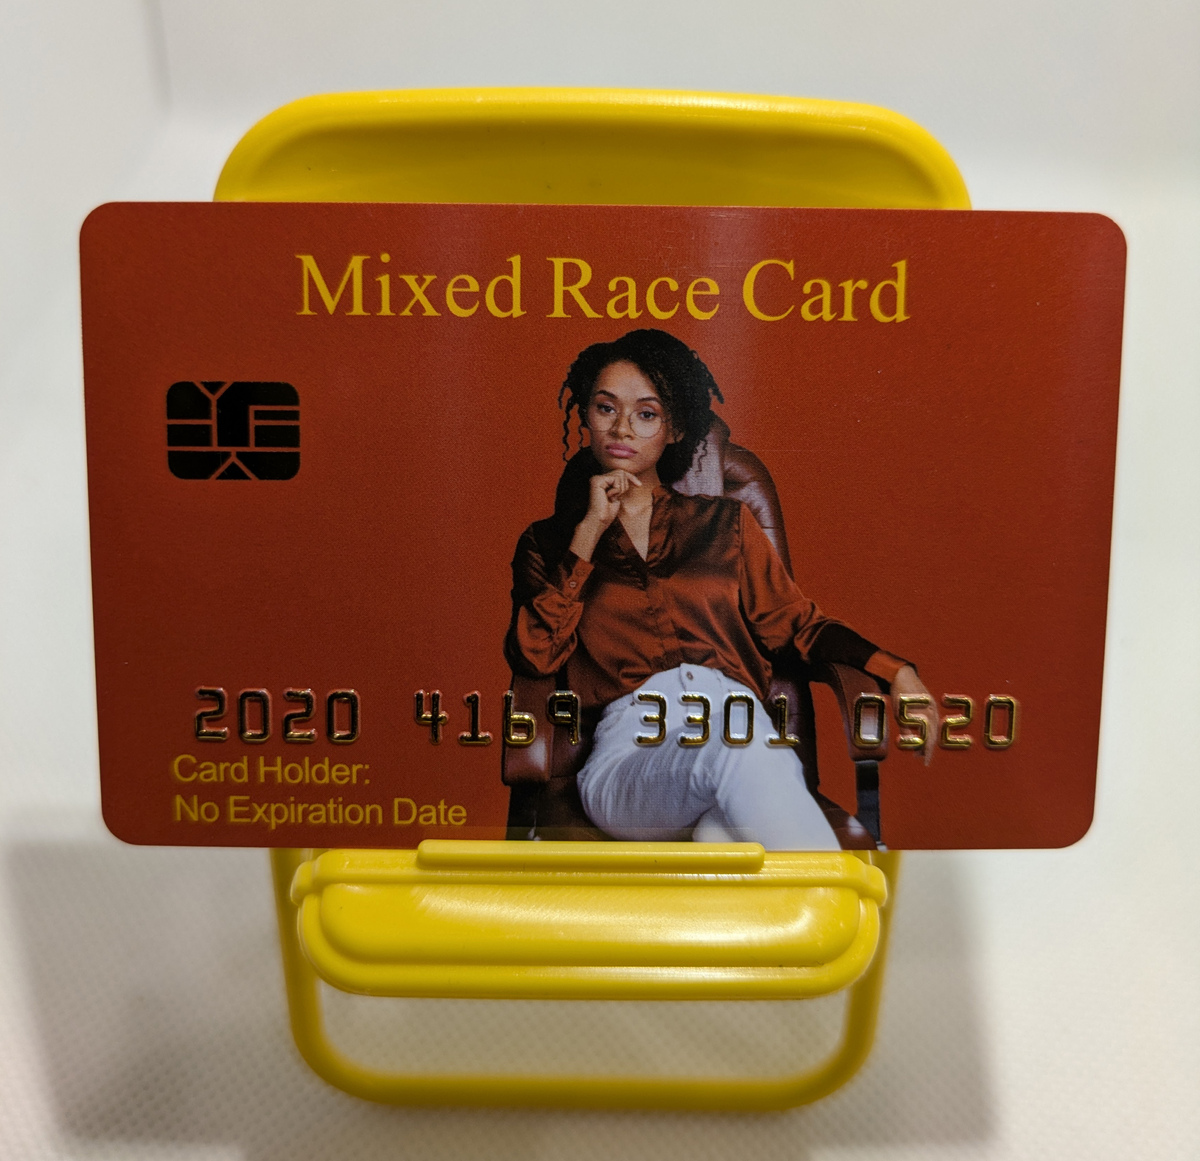 Mixed Race Card
2020 4169 3301 0520
Card Holder:
No Expiration Date